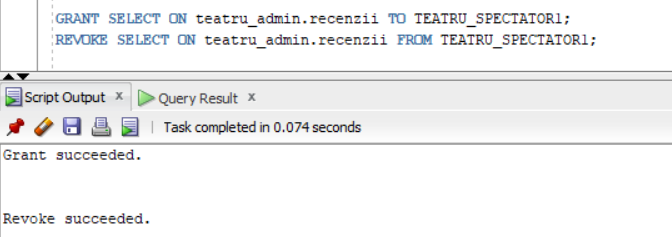 GRANT SELECT ON teatru_admin.recenzii TO TEATRU_SPECTATOR1;
REVOKE SELECT ON teatru_admin.recenzii FROM TEATRU_SPECTATOR1;
Script Output x Query Result x
Task completed in 0.074 seconds
Grant succeeded.
Revoke succeeded.